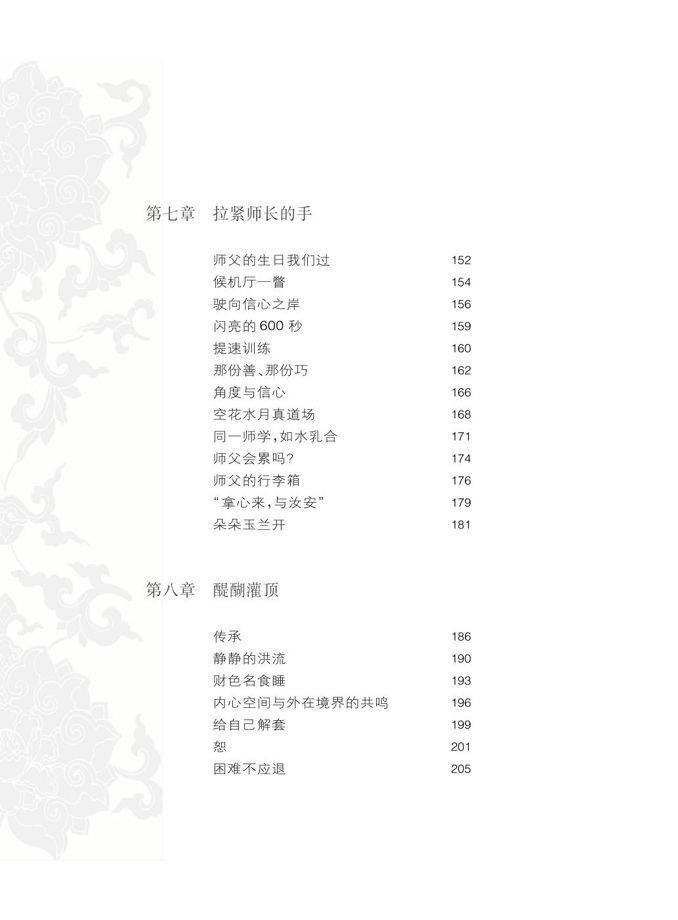 第七章 拉紧师长的手
师父的生日我们过 152
候机厅一瞥 154
驶向信心之岸 156
闪亮的 600 秒 159
提速训练 160
那份善、那份巧 162
角度与信心 166
空花水月真道场 168
同一师学，如水乳合 171
师父会累吗？ 174
师父的行李箱 176
“拿心来，与汝安” 179
朵朵玉兰开 181
第八章 醍醐灌顶
传承 186
静静的洪流 190
财色名食睡 193
内心空间与外在境界的共鸣 196
给自己解套 199
恕 201
困难不应退 205